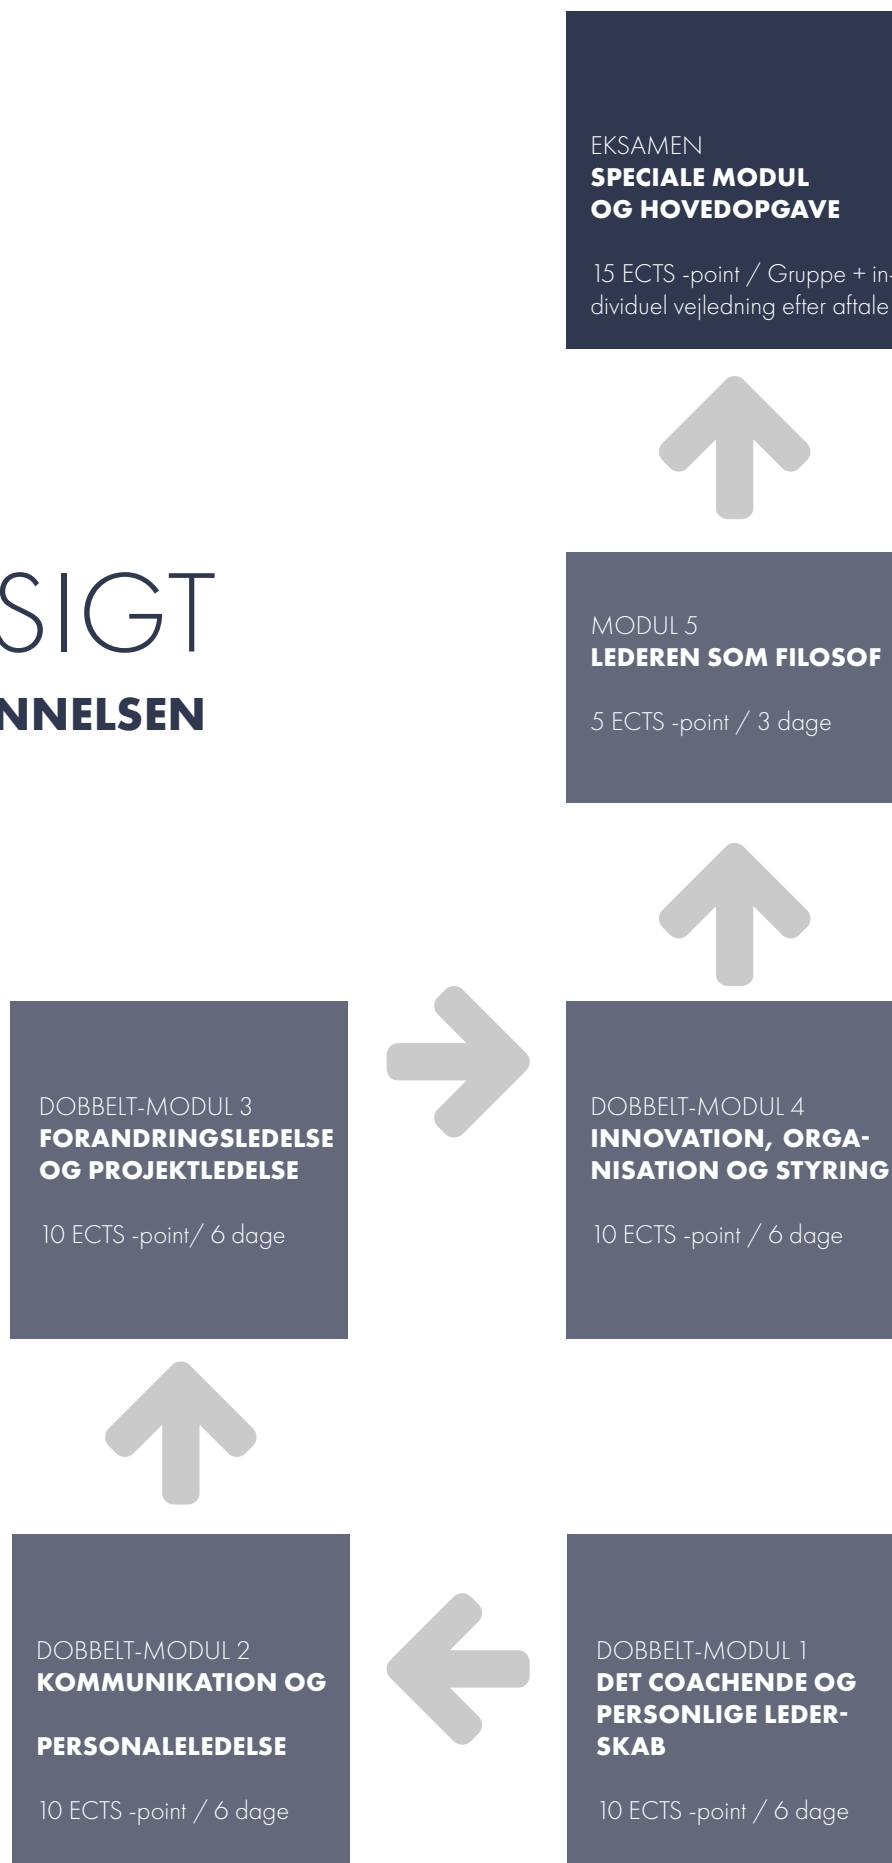 EKSAMEN
SPECIALE MODUL
OG HOVEDOPGAVE
15 ECTS -point / Gruppe + in-
dividuel vejledning efter aftale
SIGT
NNELSEN
MODUL 5
LEDEREN SOM FILOSOF
5 ECTS -point / 3 dage
DOBBELT-MODUL 3
FORANDRINGSLEDELSE
OG PROJEKTLEDELSE
10 ECTS -point/ 6 dage
DOBBELT-MODUL 4
INNOVATION, ORGA-
NISATION OG STYRING
10 ECTS -point / 6 dage
DOBBELT-MODUL 2
KOMMUNIKATION OG
PERSONALELEDELSE
10 ECTS -point / 6 dage
DOBBELT-MODUL 1
DET COACHENDE OG
PERSONLIGE LEDER-
SKAB
10 ECTS -point / 6 dage